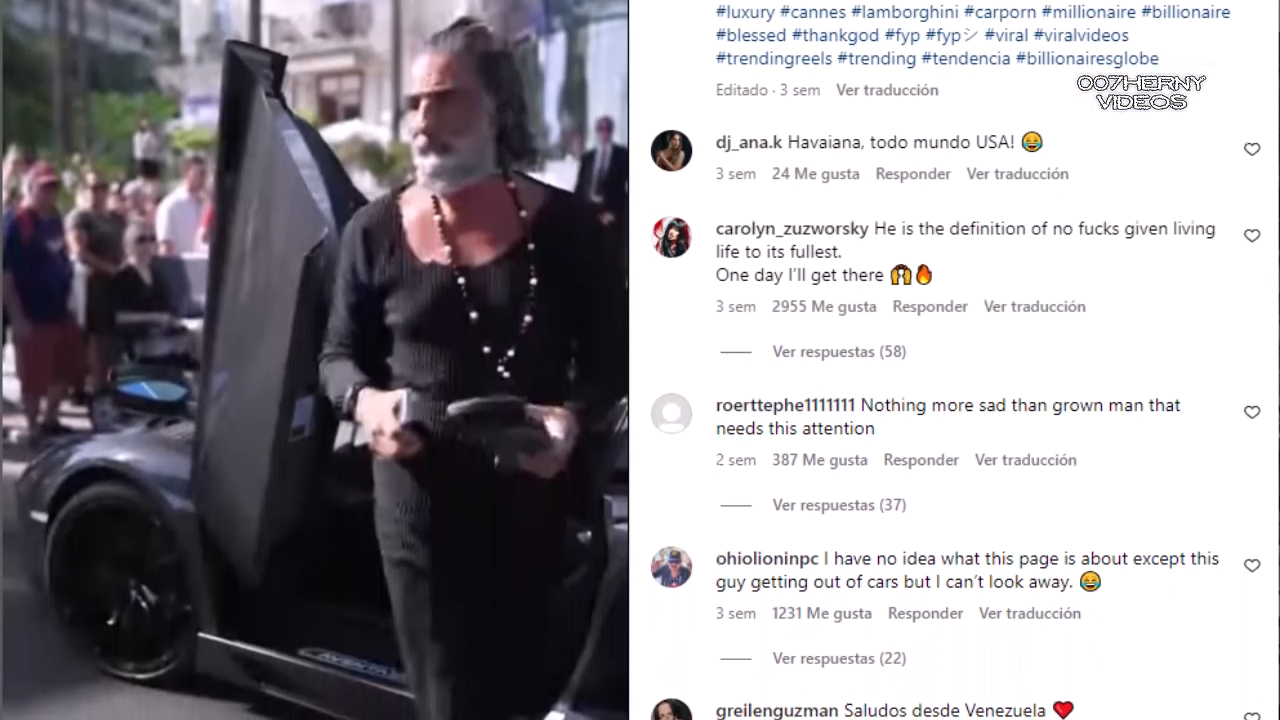 #luxury #cannes #lamborghini #carporn #millionaire #billionaire
#blessed #thankgod #fyp #fypシ #viral #viralvideos
#trendingreels #trending #tendencia #billionairesglobe
Editado · 3 sem Ver traducción
007HERNY
VIDEOS
dj_ana.k Havaiana, todo mundo USA! 😂
3 sem 24 Me gusta Responder Ver traducción
carolyn_zuzworsky He is the definition of no fucks given living
life to its fullest.
One day I'll get there 🙌🔥
3 sem 2955 Me gusta Responder Ver traducción
Ver respuestas (58)
roerttephe1111111 Nothing more sad than grown man that
needs this attention
2 sem 387 Me gusta Responder Ver traducción
Ver respuestas (37)
ohiolioninpc I have no idea what this page is about except this
guy getting out of cars but I can't look away. 😂
3 sem 1231 Me gusta Responder Ver traducción
Ver respuestas (22)
greilenguzman Saludos desde Venezuela ❤️